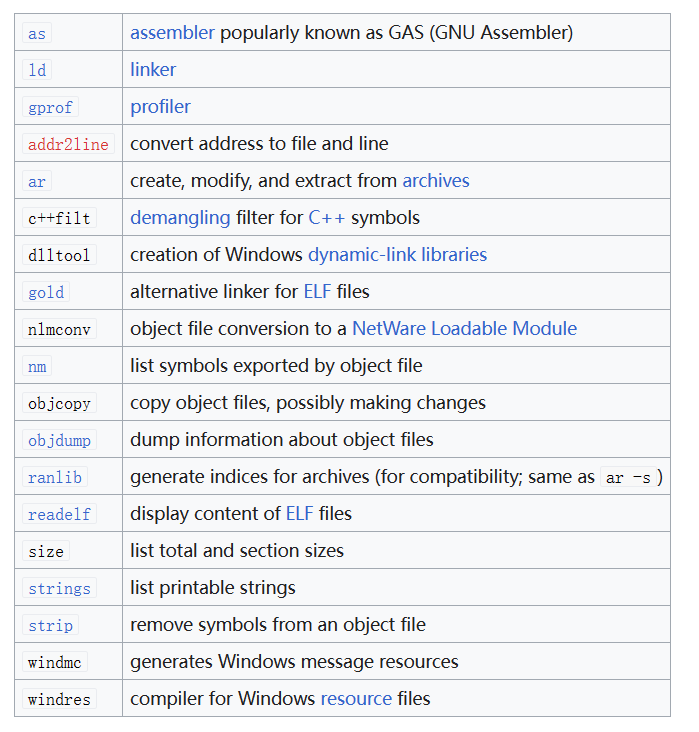 as assembler popularly known as GAS (GNU Assembler)
ld linker
gprof profiler
addr2line convert address to file and line
ar create, modify, and extract from archives
c++filt demangling filter for C++ symbols
dlltool creation of Windows dynamic-link libraries
gold alternative linker for ELF files
nlmconv object file conversion to a NetWare Loadable Module
nm list symbols exported by object file
objcopy copy object files, possibly making changes
objdump dump information about object files
ranlib generate indices for archives (for compatibility; same as ar -s)
readelf display content of ELF files
size list total and section sizes
strings list printable strings
strip remove symbols from an object file
windmc generates Windows message resources
windres compiler for Windows resource files